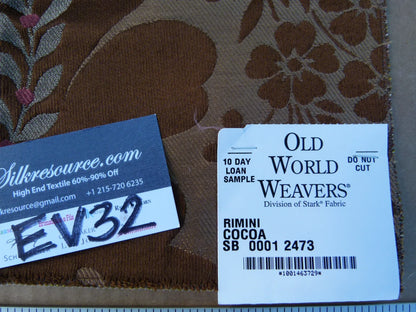 Silkresource.com
High End Textile 60%-90% Off
silkresource@gmail.com +1 215-720 6235
EV32
10 DAY
LOAN
SAMPLE
OLD
WORLD
WEAVERS®
Division of Stark® Fabric
DO NOT
CUT
RIMINI
COCOA
SB 0001 2473
*1001463729*